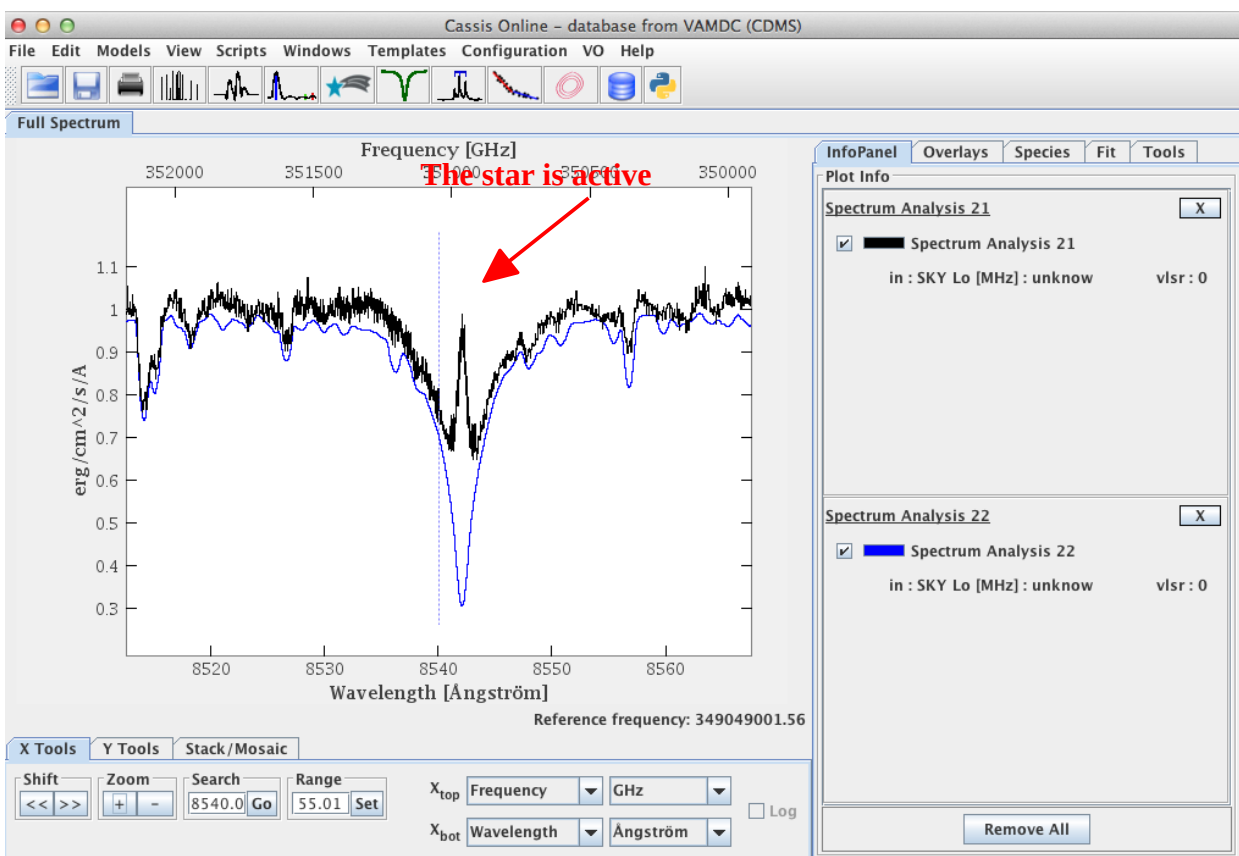 Cassis Online - database from VAMDC (CDMS)
File Edit Models View Scripts Windows Templates Configuration VO Help
Full Spectrum
InfoPanel Overlays Species Fit Tools
Frequency [GHz]
352000 351500 350000
The star is active
1.1
1
0.9
0.8
0.7
0.6
0.5
0.4
0.3
erg/cm^2/s/A
8520 8530 8540 8550 8560
Wavelength [Ångström]
Reference frequency: 349049001.56
Plot Info
Spectrum Analysis 21 X
Spectrum Analysis 21
in : SKY Lo [MHz] : unknow vlsr : 0
Spectrum Analysis 22 X
Spectrum Analysis 22
in : SKY Lo [MHz] : unknow vlsr : 0
Remove All
X Tools Y Tools Stack/Mosaic
Shift Zoom Search Range
<< >> + - 8540.0 Go 55.01 Set
Xtop Frequency GHz
Log
Xbot Wavelength Ångström